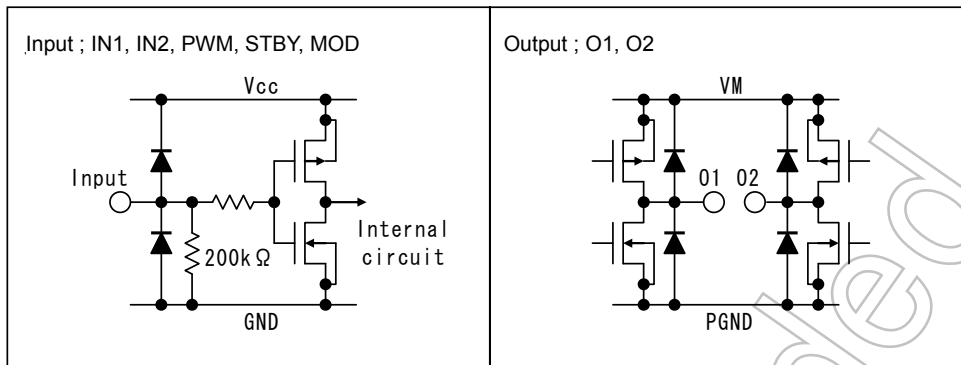 Input ; IN1, IN2, PWM, STBY, MOD
Vcc
Input
200kΩ
Internal
circuit
GND
Output ; O1, O2
VM
O1 O2
PGND
ded